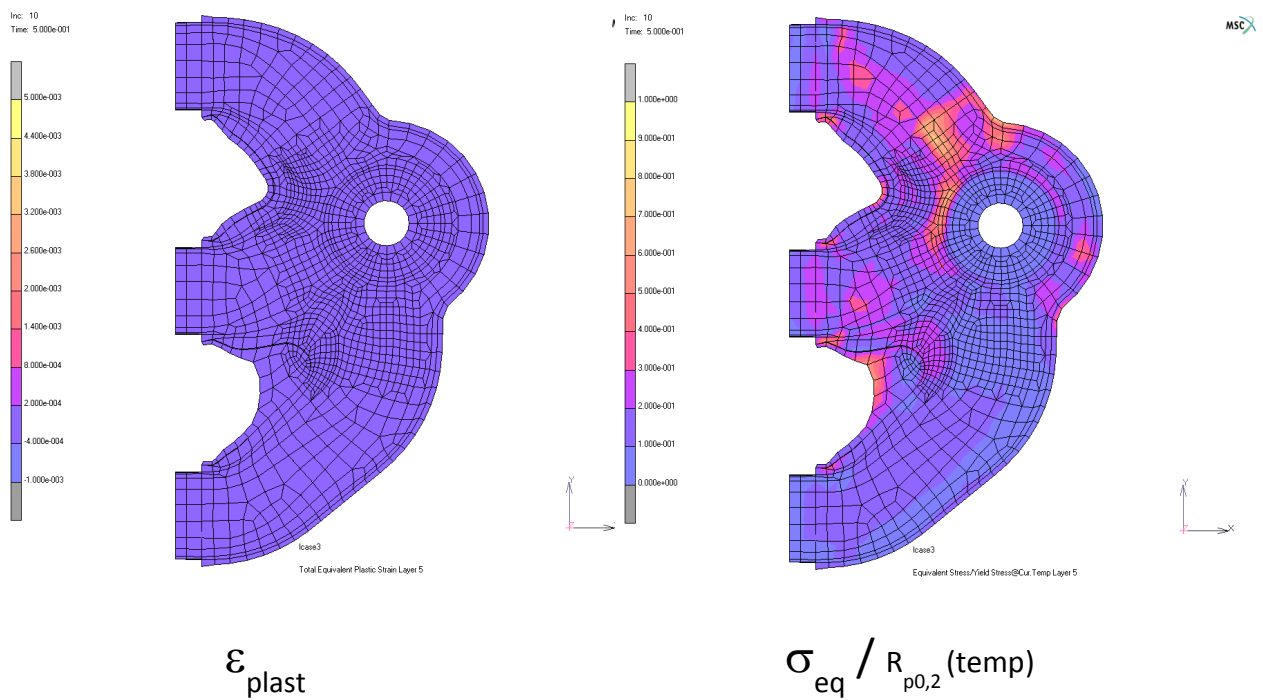 Inc: 10
Time: 5.000e-001
5.000e-003
4.400e-003
3.800e-003
3.200e-003
2.600e-003
2.000e-003
1.400e-003
8.000e-004
2.000e-004
-4.000e-004
-1.000e-003
Y
Z
lcase3
Total Equivalent Plastic Strain Layer 5
Inc: 10
Time: 5.000e-001
MSC
1.000e+000
9.000e-001
8.000e-001
7.000e-001
6.000e-001
5.000e-001
4.000e-001
3.000e-001
2.000e-001
1.000e-001
0.000e+000
Y
Z
X
lcase3
Equivalent Stress/Yield Stress@Cur.Temp Layer 5
εplast
σeq / Rp0,2 (temp)